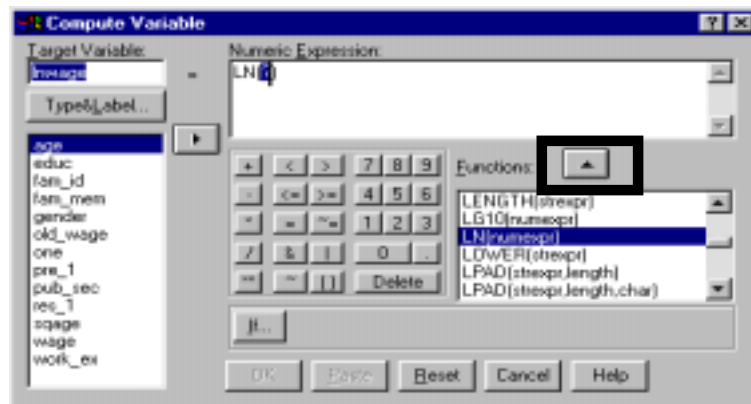 Compute Variable
Target Variable:
lnwage
=
Numeric Expression:
LN(?)
Type&Label...
age
educ
fam_id
fam_mem
gender
old_wage
one
pre_1
pub_sec
res_1
sqage
wage
work_ex
+ < > 7 8 9
- <= >= 4 5 6
* = ~= 1 2 3
/ & | 0 .
** ~ () Delete
Functions:
LENGTH(strexpr)
LG10(numexpr)
LN(numexpr)
LOWER(strexpr)
LPAD(strexpr,length)
LPAD(strexpr,length,char)
If...
OK Paste Reset Cancel Help